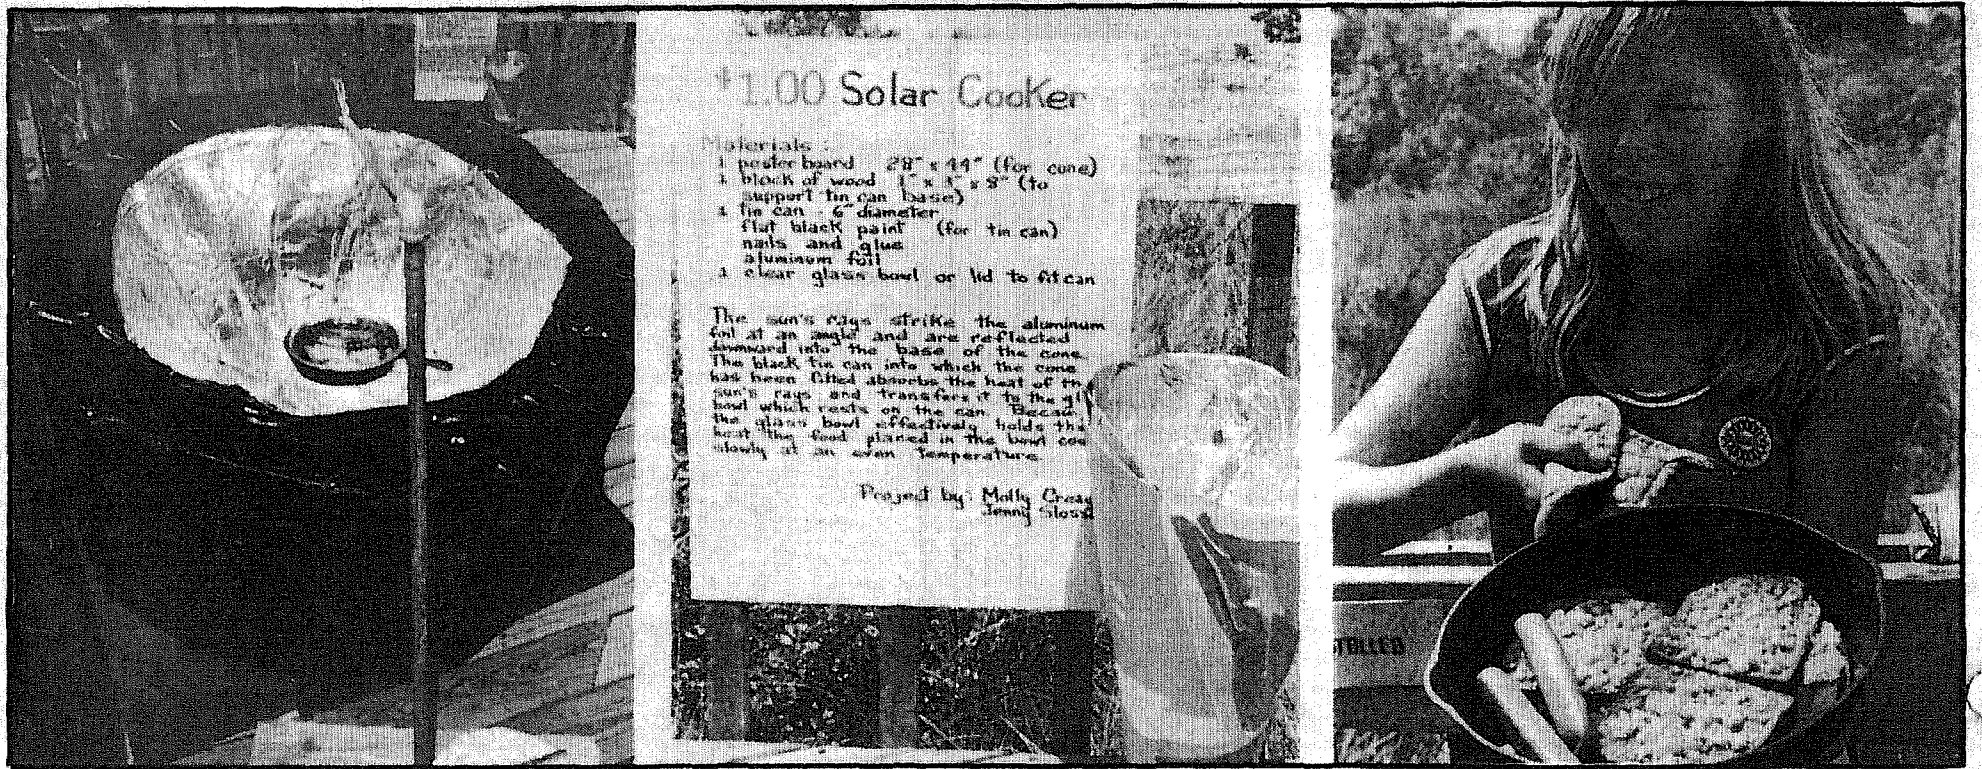 $1.00 Solar Cooker
Materials :
1 poster board 28" x 44" (for cone)
1 block of wood 1" x 8" (to
support tin can base)
1 tin can - 6" diameter
flat black paint (for tin can)
nails and glue
aluminum foil
1 clear glass bowl or lid to fit can
The sun's rays strike the aluminum
foil at an angle and are reflected
downward into the base of the cone.
The black tin can into which the cone
has been fitted absorbs the heat of th
sun's rays and transfers it to the gl
bowl which rests on the can. Becau
the glass bowl effectively holds the
heat the food placed in the bowl coo
slowly at an even temperature.
Project by: Molly
Jenny